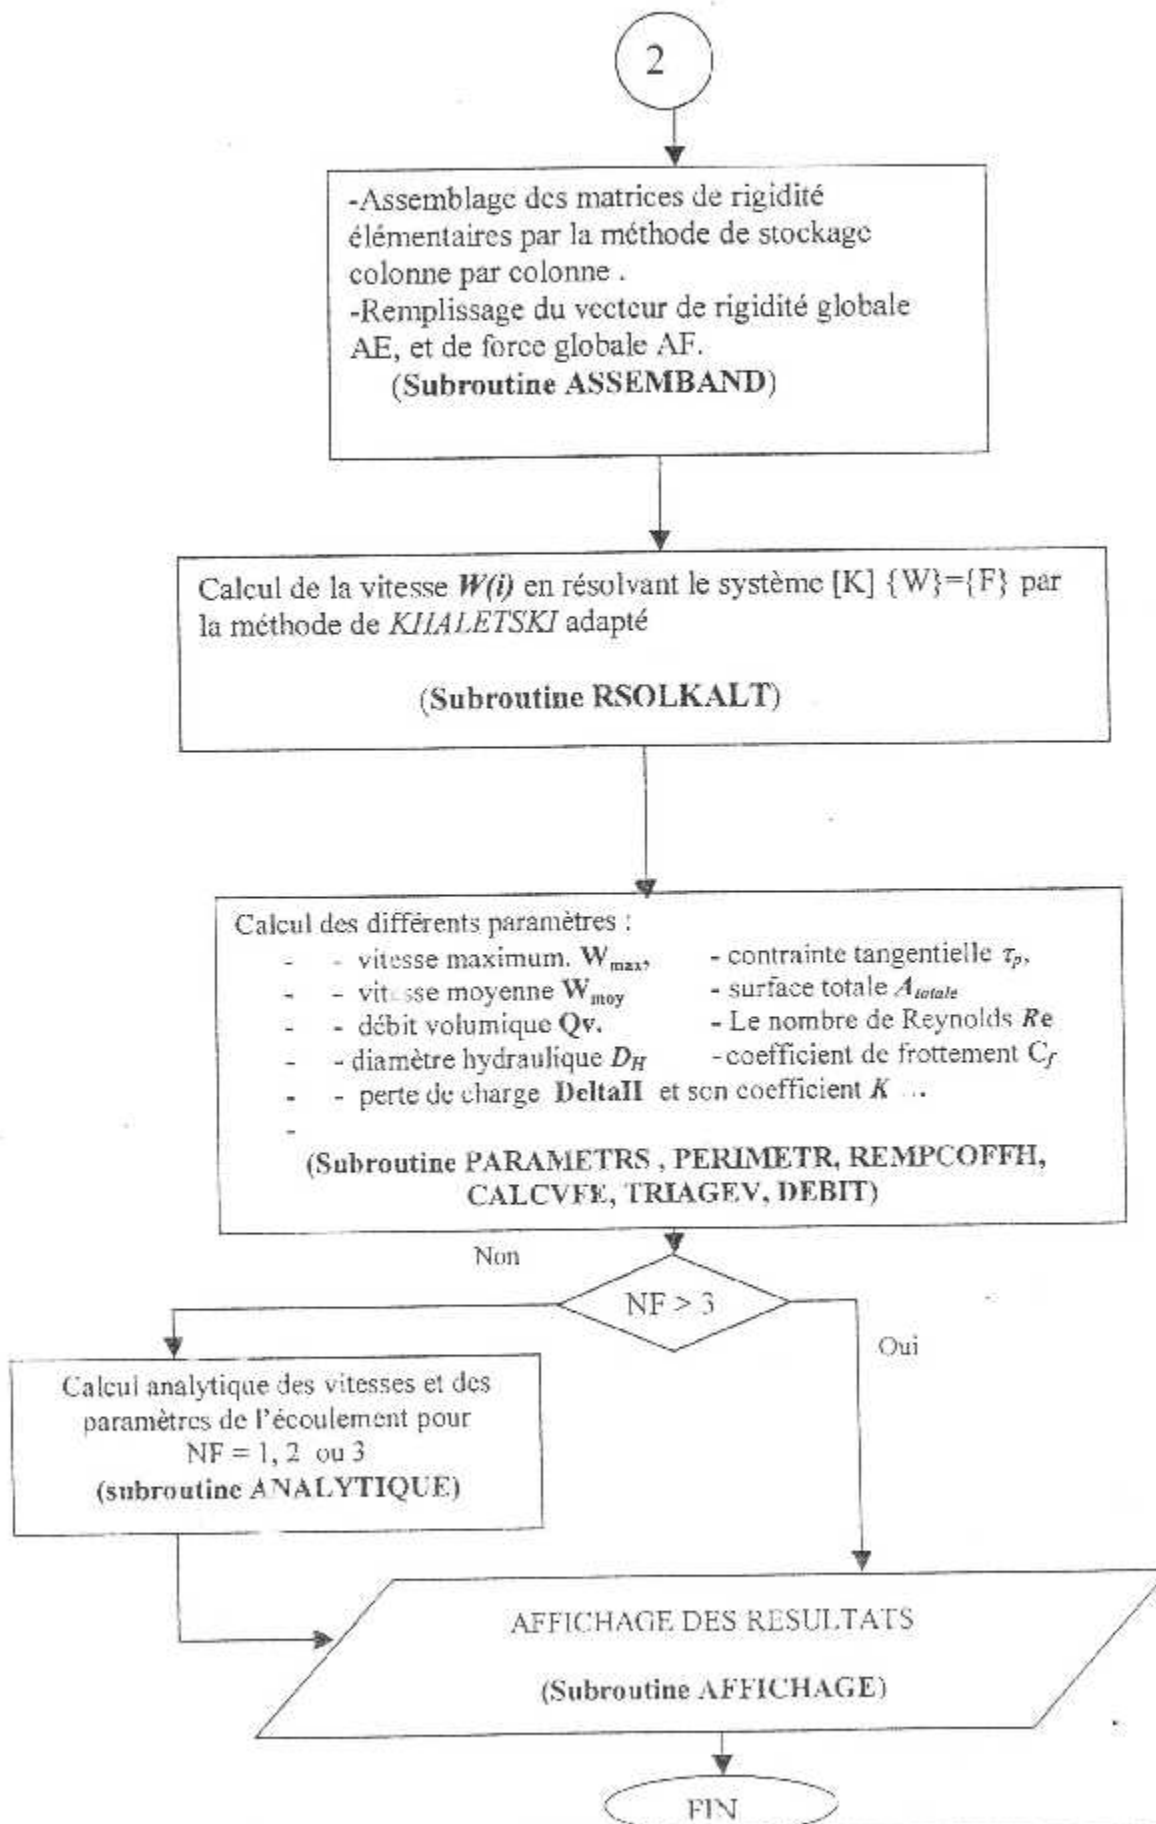 2
-Assemblage des matrices de rigidité
élémentaires par la méthode de stockage
colonne par colonne .
-Remplissage du vecteur de rigidité globale
AE, et de force globale AF.
(Subroutine ASSEMBAND)
Calcul de la vitesse W(i) en résolvant le système [K] {W}={F} par
la méthode de KHALETSKI adapté
(Subroutine RSOLKALT)
Calcul des différents paramètres :
- - vitesse maximum. Wmax, - contrainte tangentielle τp,
- - vitesse moyenne Wmoy - surface totale Atotale
- - débit volumique Qv. - Le nombre de Reynolds Re
- - diamètre hydraulique DH -coefficient de frottement Cf
- - perte de charge DeltaH et son coefficient K ...
-
(Subroutine PARAMETRS , PERIMETR, REMPCOFFH,
CALCVFE, TRIAGEV, DEBIT)
Non
NF > 3
Oui
Calcul analytique des vitesses et des
paramètres de l'écoulement pour
NF = 1, 2 ou 3
(subroutine ANALYTIQUE)
AFFICHAGE DES RESULTATS
(Subroutine AFFICHAGE)
FIN